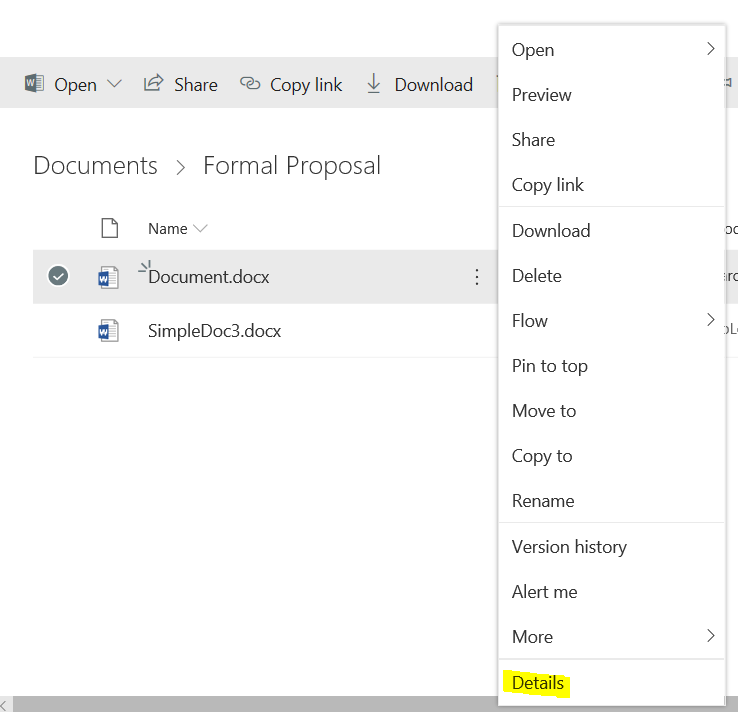 Open Share Copy link Download
Documents > Formal Proposal
Name
Document.docx
SimpleDoc3.docx
Open
Preview
Share
Copy link
Download
Delete
Flow
Pin to top
Move to
Copy to
Rename
Version history
Alert me
More
Details